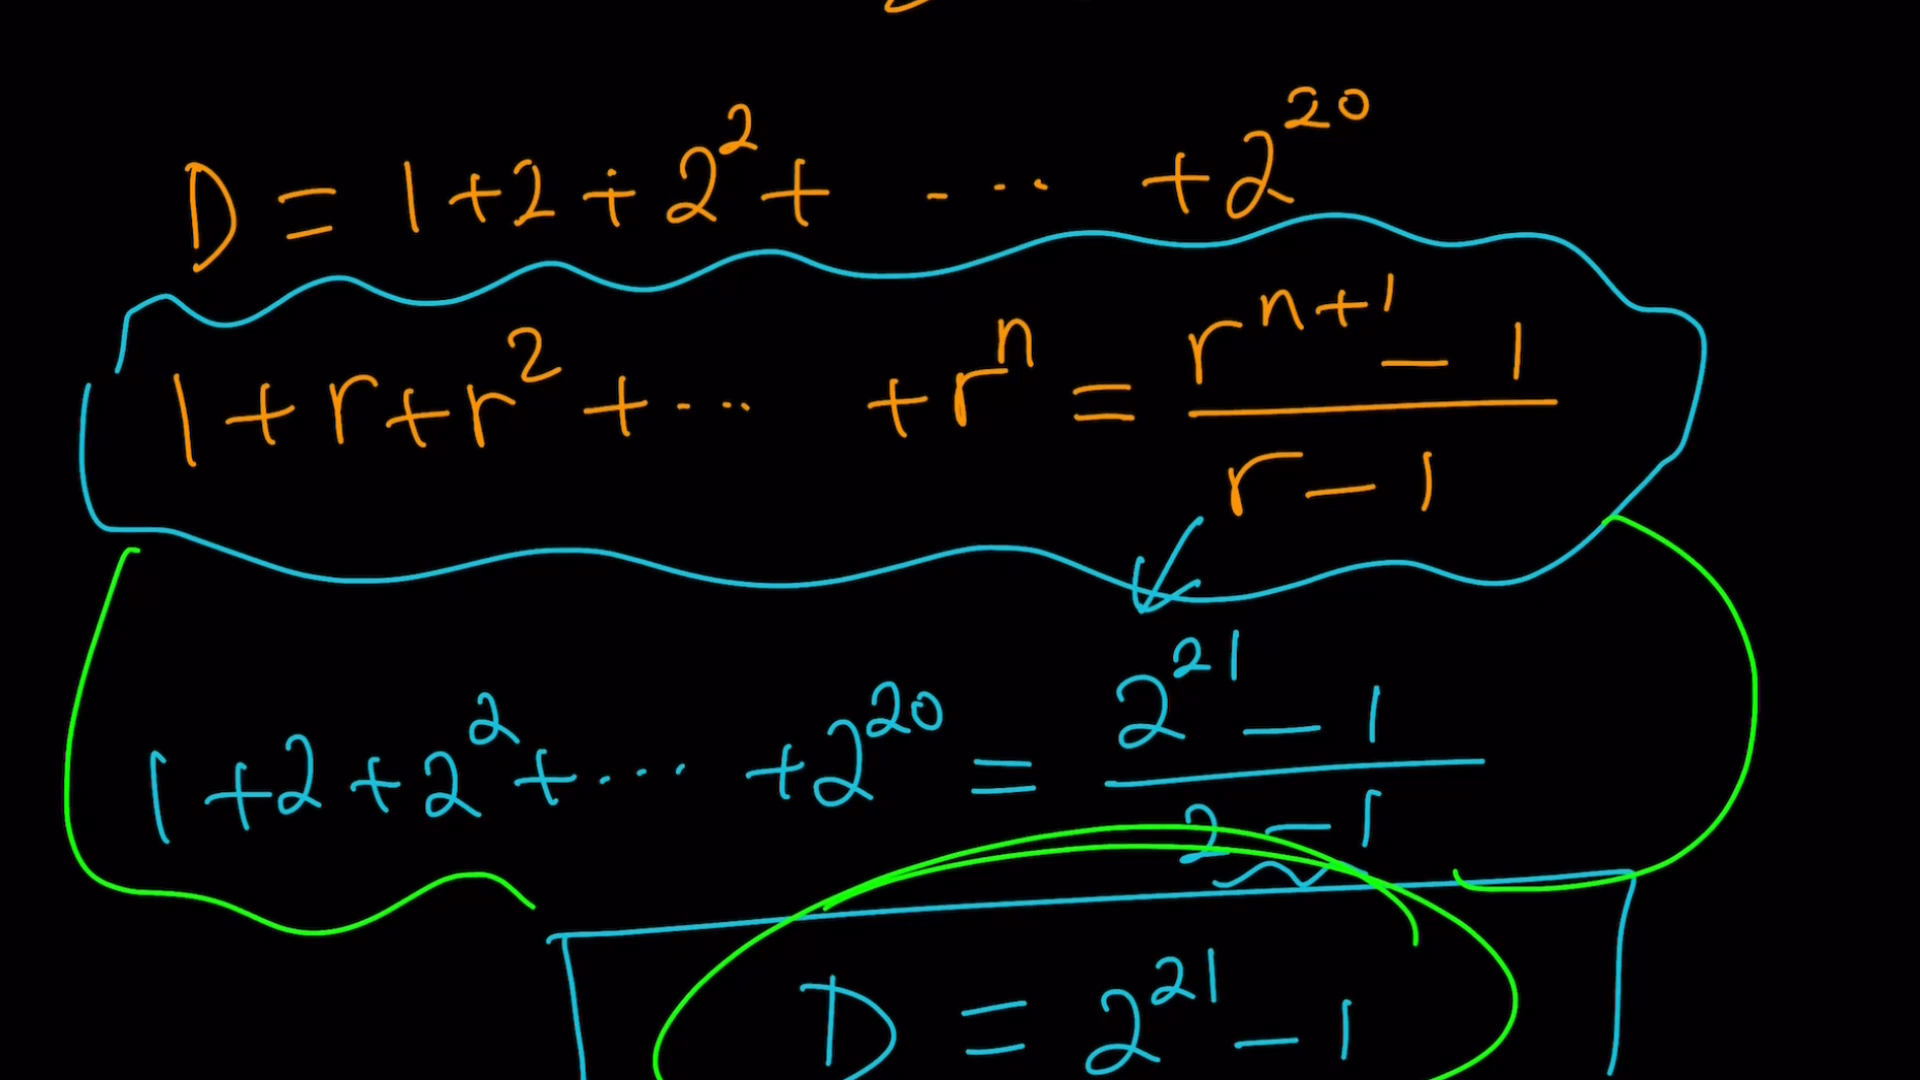 D = 1+2+2²+ ... +2²⁰
1+r+r²+... +rⁿ = (rⁿ⁺¹ - 1)/(r - 1)
1+2+2²+... +2²⁰ = (2²¹ - 1)/(2 - 1)
D = 2²¹ - 1